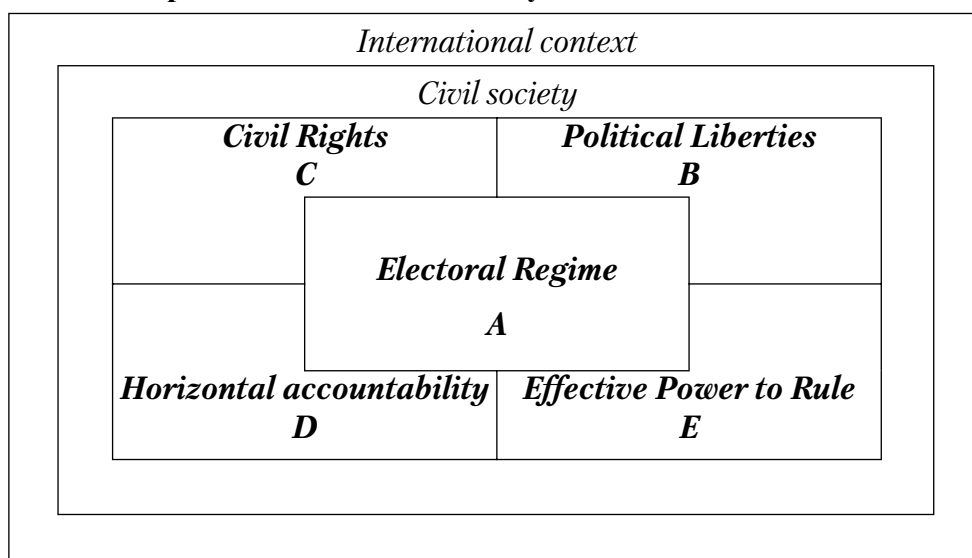 International context
Civil society
Civil Rights
C
Political Liberties
B
Electoral Regime
A
Horizontal accountability
D
Effective Power to Rule
E